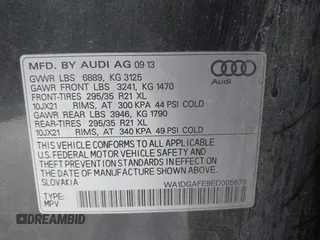 MFD. BY AUDI AG 09 13
GVWR LBS 6889, KG 3125
GAWR FRONT LBS 3241, KG 1470
FRONT-TIRES 295/35 R21 XL
10JX21 RIMS, AT 300 KPA 44 PSI COLD
GAWR REAR LBS 3946, KG 1790
REAR-TIRES 295/35 R21 XL
10JX21 RIMS, AT 340 KPA 49 PSI COLD
THIS VEHICLE CONFORMS TO ALL APPLICABLE
U.S. FEDERAL MOTOR VEHICLE SAFETY AND
THEFT PREVENTION STANDARDS IN EFFECT ON
THE DATE OF MANUFACTURE SHOWN ABOVE.
SLOVAKIA
TYPE:
MPV
Audi